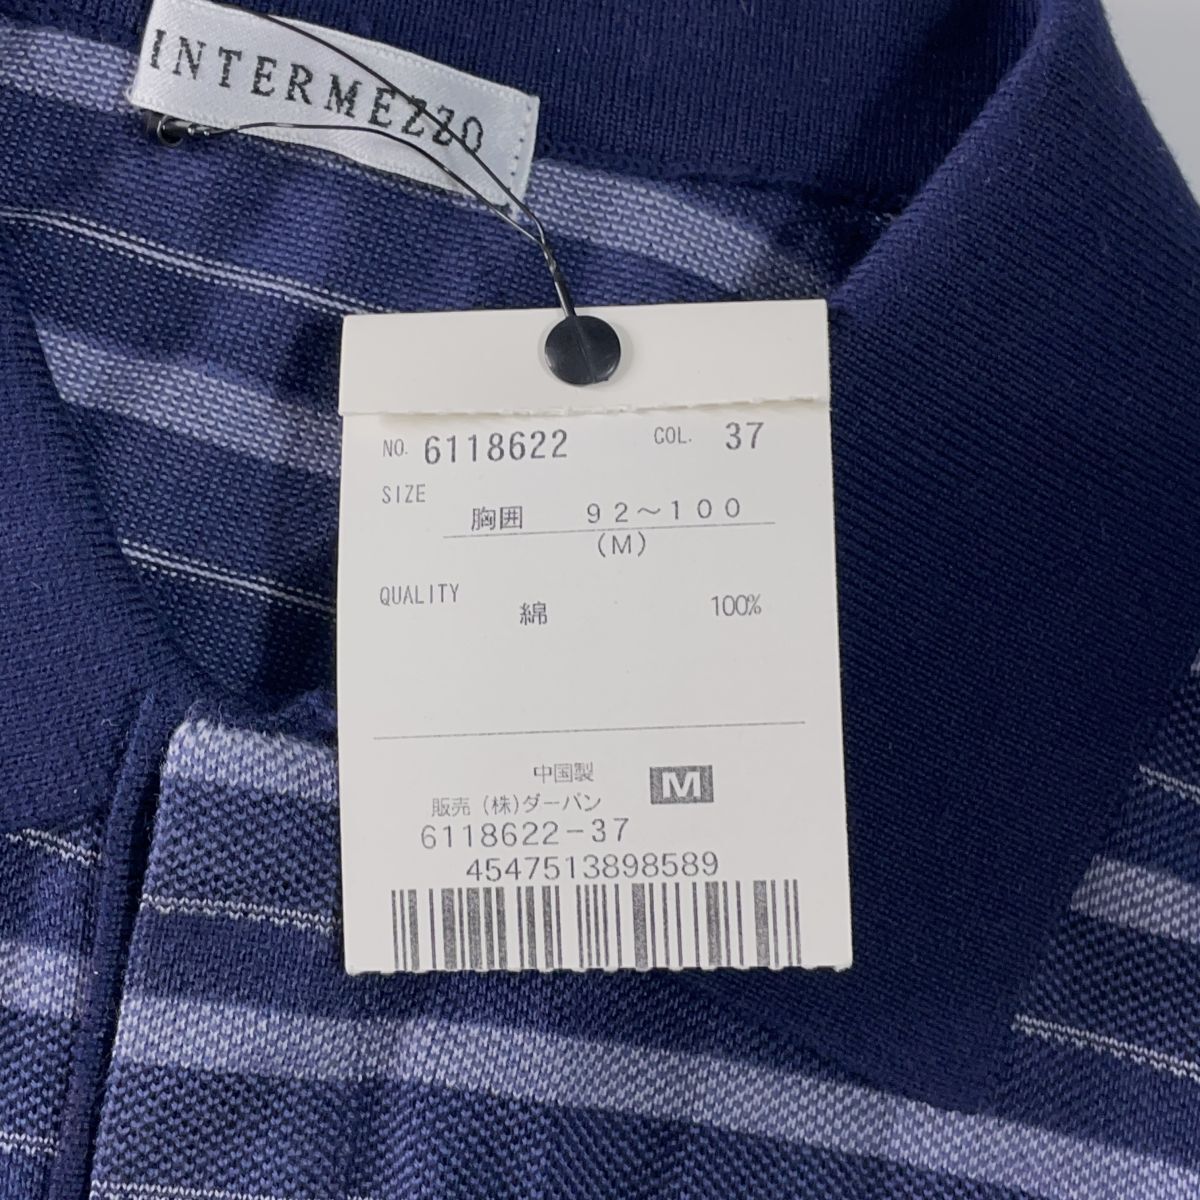 INTERMEZZO
NO. 6118622 COL. 37
SIZE
胸囲 92～100
(M)
QUALITY
綿 100%
中国製 M
販売 (株)ダーバン
6118622-37
4547513898589